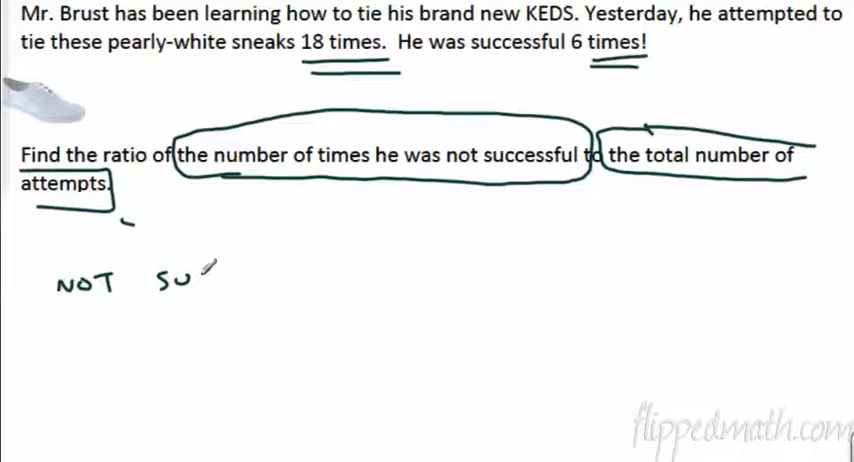 Mr. Brust has been learning how to tie his brand new KEDS. Yesterday, he attempted to
tie these pearly-white sneaks 18 times.  He was successful 6 times!
Find the ratio of the number of times he was not successful to the total number of
attempts.
NOT SU
flippedmath.com